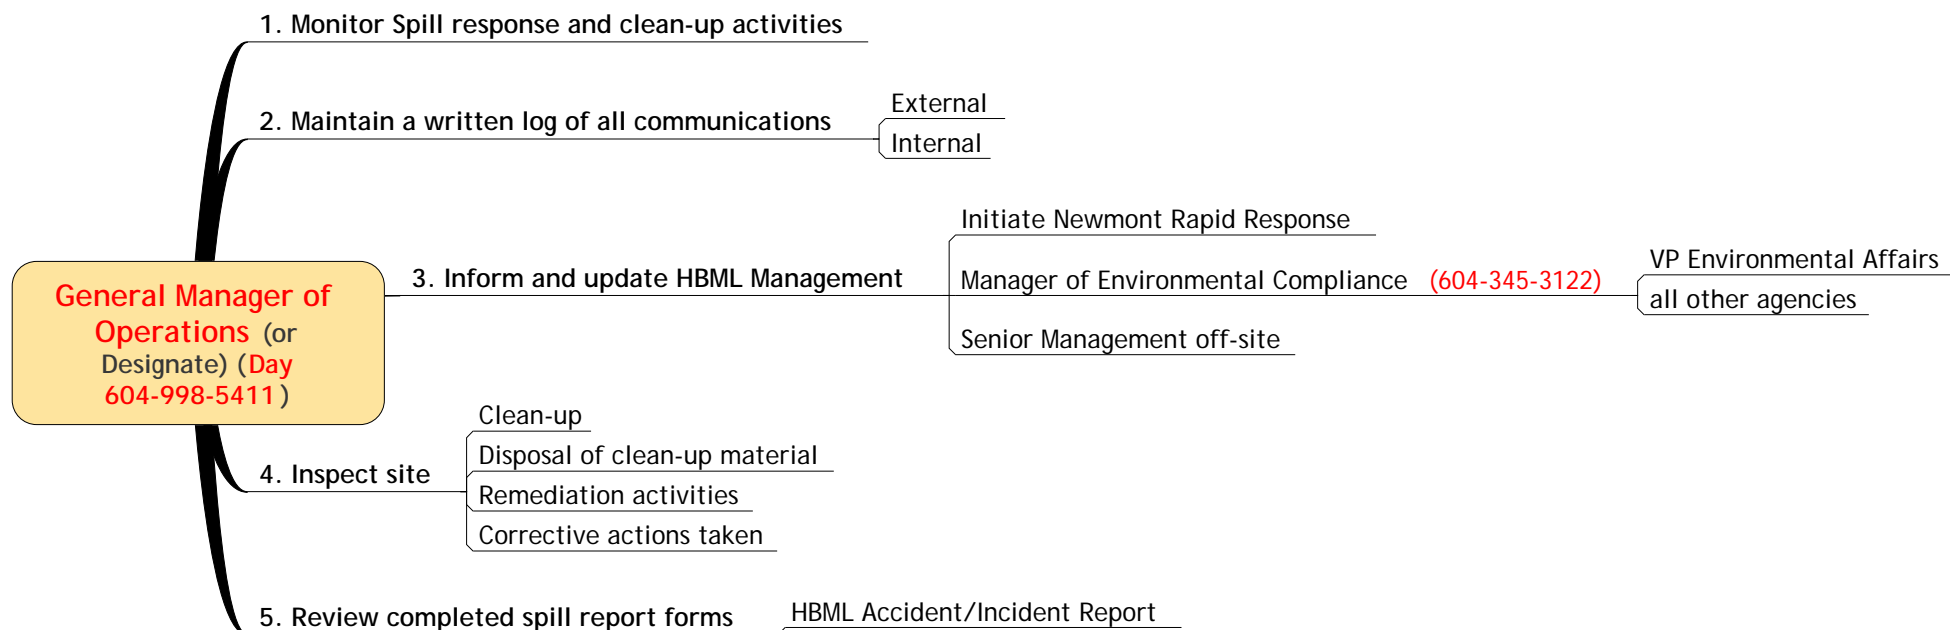 1. Monitor Spill response and clean-up activities
2. Maintain a written log of all communications
External
Internal
General Manager of
Operations (or
Designate) (Day
604-998-5411)
3. Inform and update HBML Management
Initiate Newmont Rapid Response
Manager of Environmental Compliance (604-345-3122)
VP Environmental Affairs
all other agencies
Senior Management off-site
4. Inspect site
Clean-up
Disposal of clean-up material
Remediation activities
Corrective actions taken
5. Review completed spill report forms
HBML Accident/Incident Report